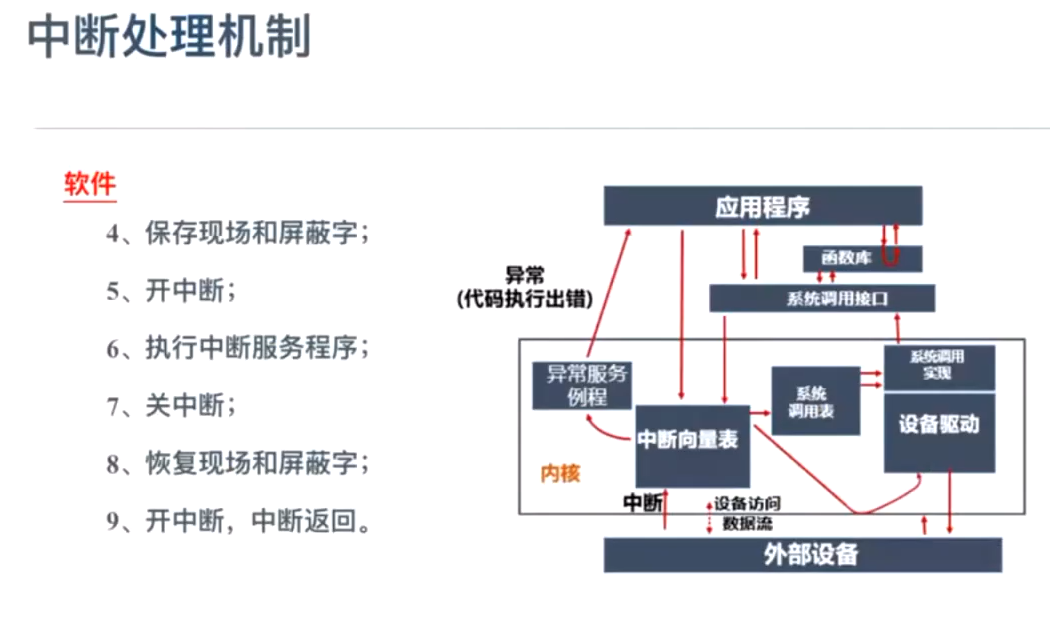 中断处理机制
软件
4、保存现场和屏蔽字；
5、开中断；
6、执行中断服务程序；
7、关中断；
8、恢复现场和屏蔽字；
9、开中断，中断返回。
应用程序
函数库
异常
(代码执行出错)
系统调用接口
异常服务
例程
系统
调用表
系统调用
实现
中断向量表
设备驱动
内核
中断
设备访问
数据流
外部设备